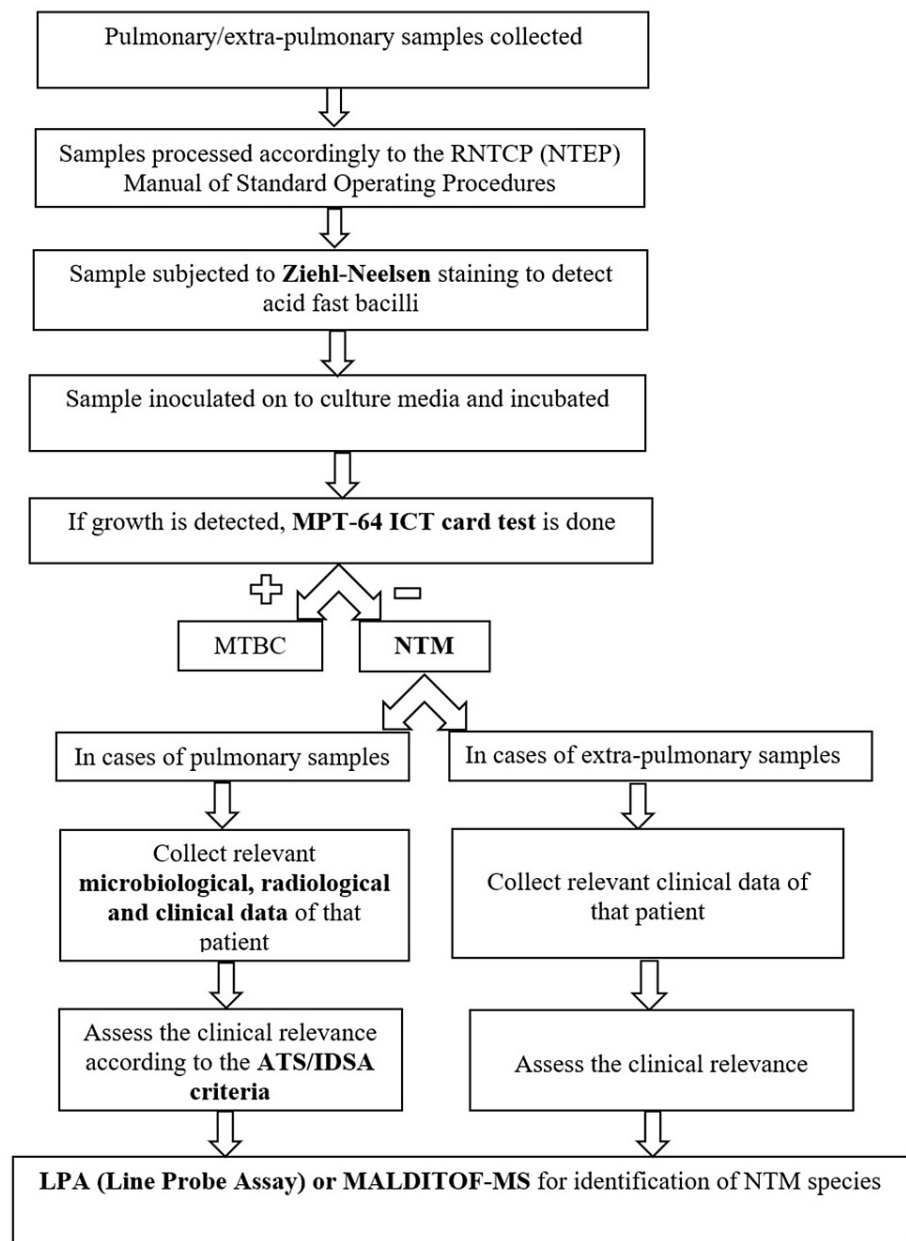 Pulmonary/extra-pulmonary samples collected
Samples processed accordingly to the RNTCP (NTEP)
Manual of Standard Operating Procedures
Sample subjected to Ziehl-Neelsen staining to detect
acid fast bacilli
Sample inoculated on to culture media and incubated
If growth is detected, MPT-64 ICT card test is done
+ −
MTBC
NTM
In cases of pulmonary samples
In cases of extra-pulmonary samples
Collect relevant
microbiological, radiological
and clinical data of that
patient
Collect relevant clinical data of
that patient
Assess the clinical relevance
according to the ATS/IDSA
criteria
Assess the clinical relevance
LPA (Line Probe Assay) or MALDITOF-MS for identification of NTM species